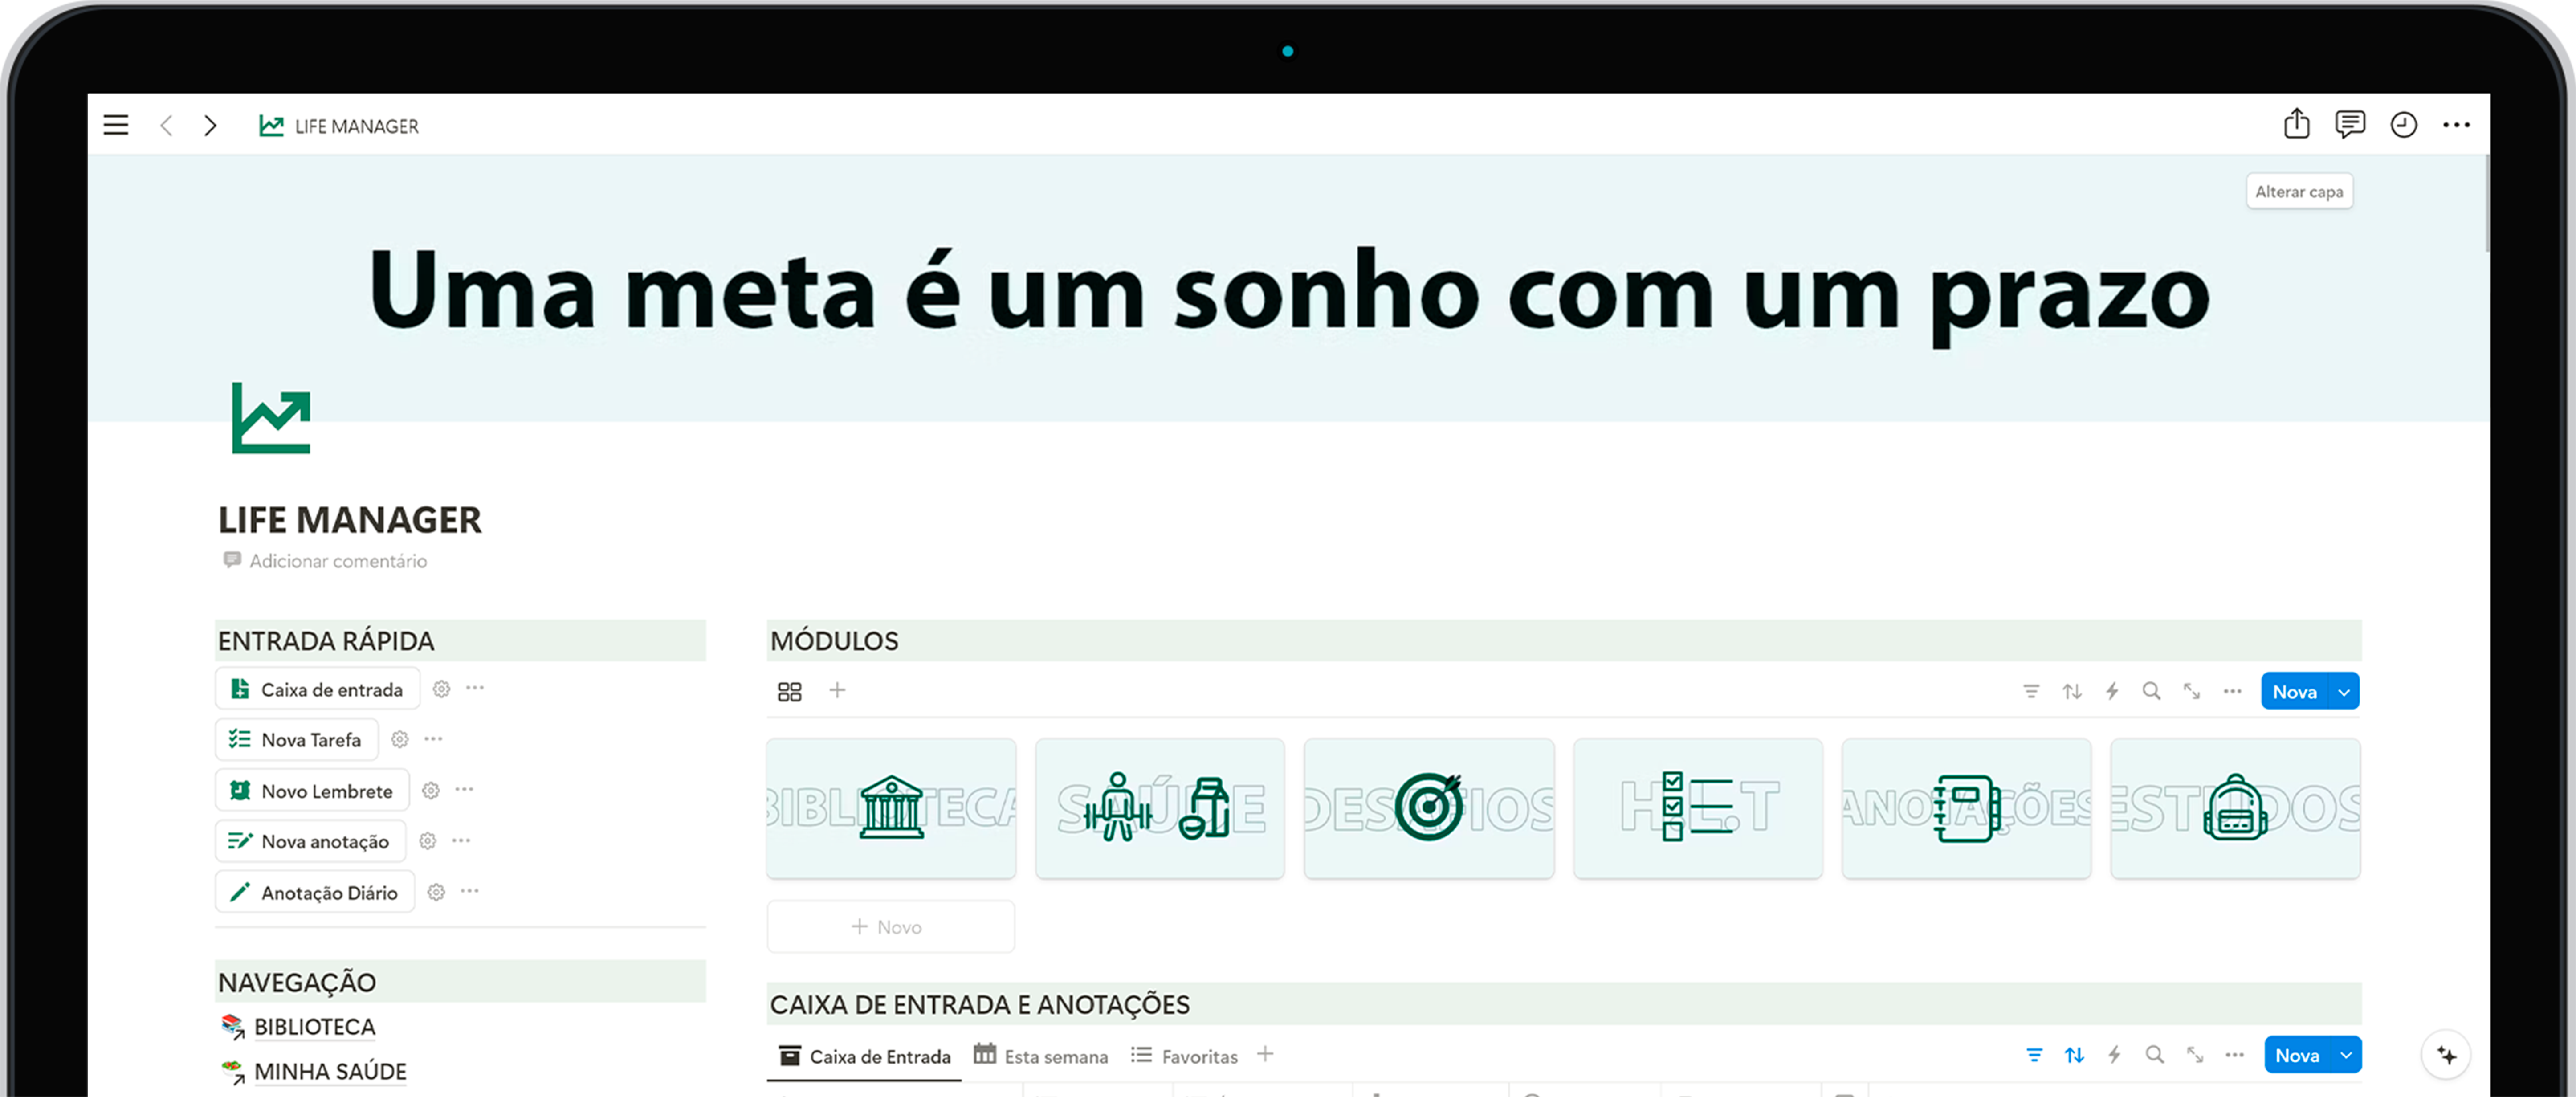 LIFE MANAGER
Alterar capa
Uma meta é um sonho com um prazo
LIFE MANAGER
Adicionar comentário
ENTRADA RÁPIDA
Caixa de entrada
Nova Tarefa
Novo Lembrete
Nova anotação
Anotação Diário
NAVEGAÇÃO
BIBLIOTECA
MINHA SAÚDE
MÓDULOS
Nova
BIBLIOTECA
SAÚDE
DESAFIOS
ANOTAÇÕES
ESTUDOS
+ Novo
CAIXA DE ENTRADA E ANOTAÇÕES
Caixa de Entrada Esta semana Favoritas
Nova